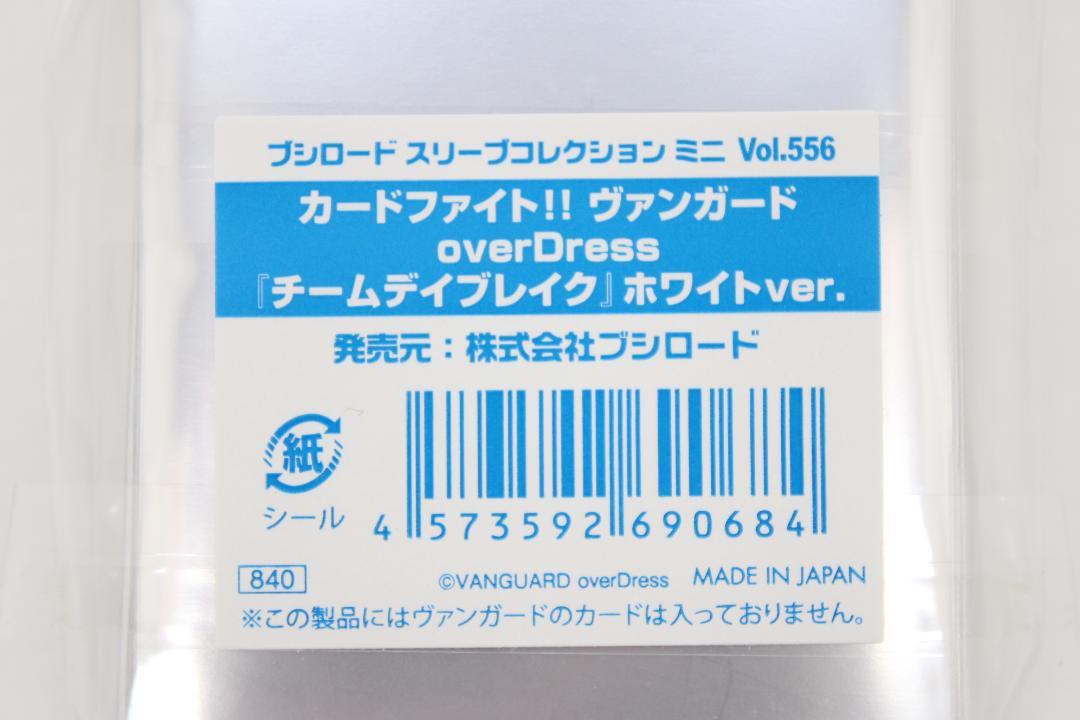 ブシロード スリーブコレクション ミニ Vol.556
カードファイト!! ヴァンガード
overDress
『チームデイブレイク』ホワイトver.
発売元：株式会社ブシロード
紙
シール
4 573592 690684
840
©VANGUARD overDress MADE IN JAPAN
※この製品にはヴァンガードのカードは入っておりません。